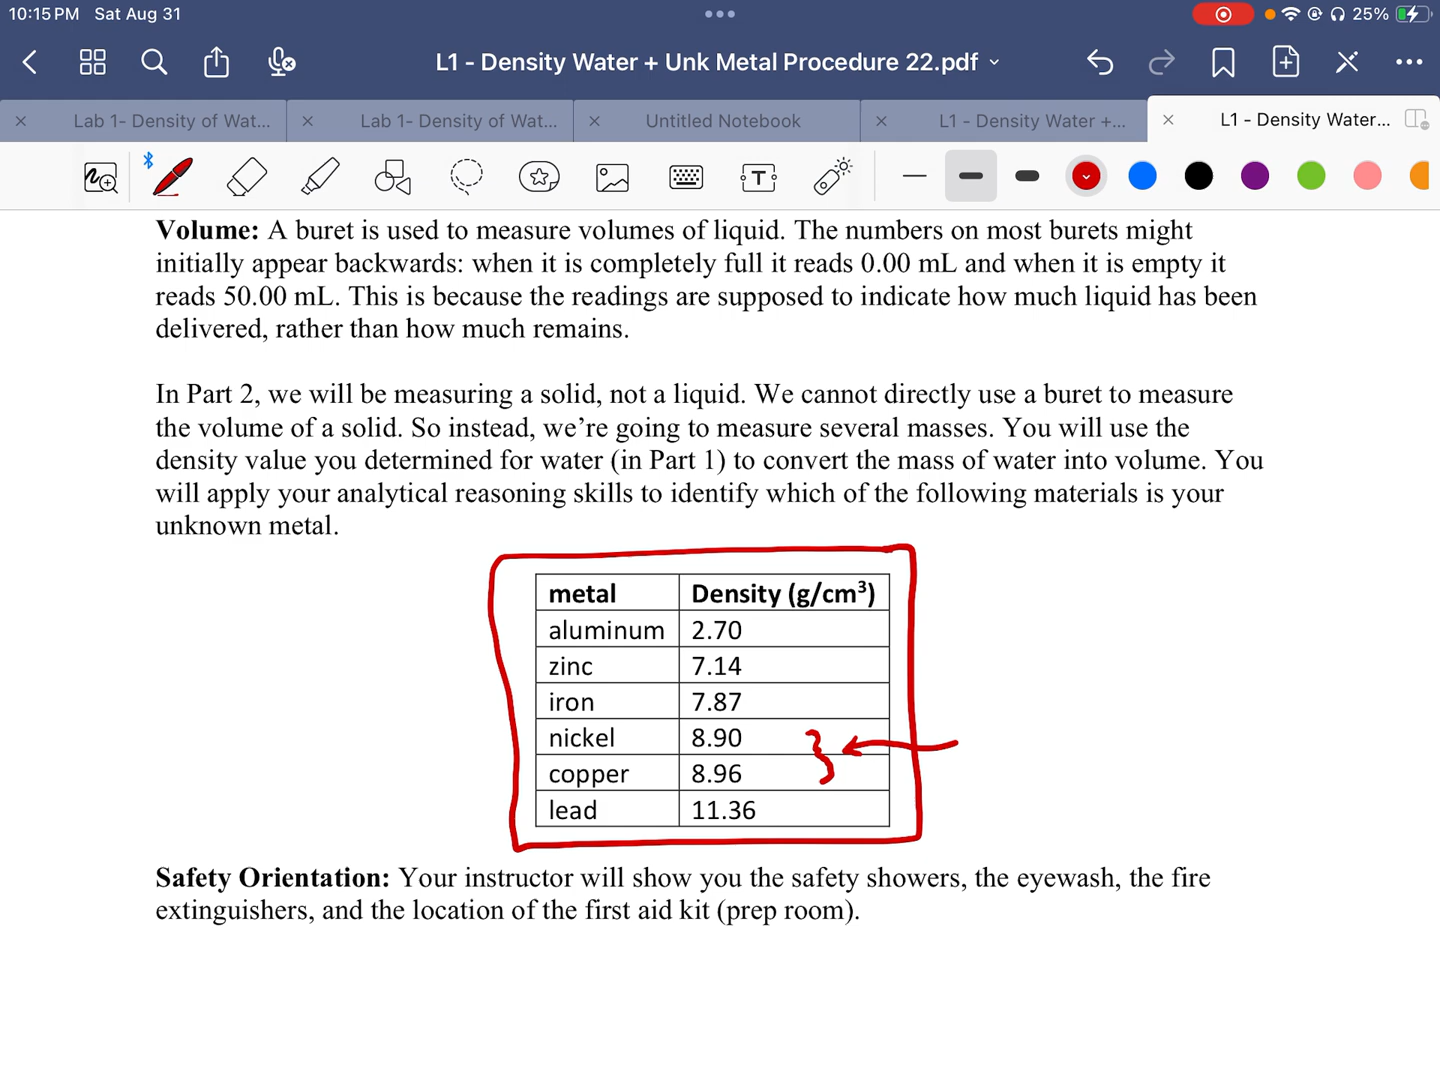 10:15 PM Sat Aug 31
25%
L1 - Density Water + Unk Metal Procedure 22.pdf
Lab 1- Density of Wat...
Lab 1- Density of Wat...
Untitled Notebook
L1 - Density Water +...
L1 - Density Water...
T
Volume: A buret is used to measure volumes of liquid. The numbers on most burets might
initially appear backwards: when it is completely full it reads 0.00 mL and when it is empty it
reads 50.00 mL. This is because the readings are supposed to indicate how much liquid has been
delivered, rather than how much remains.
In Part 2, we will be measuring a solid, not a liquid. We cannot directly use a buret to measure
the volume of a solid. So instead, we’re going to measure several masses. You will use the
density value you determined for water (in Part 1) to convert the mass of water into volume. You
will apply your analytical reasoning skills to identify which of the following materials is your
unknown metal.
metal Density (g/cm³)
aluminum 2.70
zinc 7.14
iron 7.87
nickel 8.90
copper 8.96
lead 11.36
Safety Orientation: Your instructor will show you the safety showers, the eyewash, the fire
extinguishers, and the location of the first aid kit (prep room).